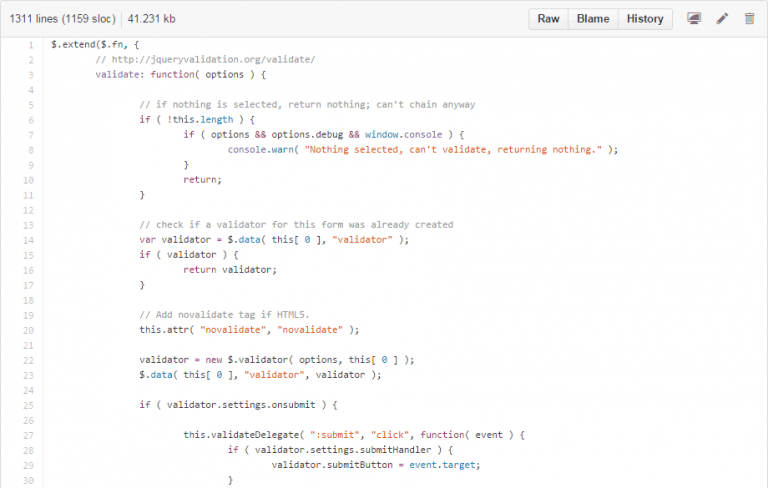 1311 lines (1159 sloc) 41.231 kb Raw Blame History
1 $.extend($.fn, {
2 // http://jqueryvalidation.org/validate/
3 validate: function( options ) {
4
5 // if nothing is selected, return nothing; can't chain anyway
6 if ( !this.length ) {
7 if ( options && options.debug && window.console ) {
8 console.warn( "Nothing selected, can't validate, returning nothing." );
9 }
10 return;
11 }
12
13 // check if a validator for this form was already created
14 var validator = $.data( this[ 0 ], "validator" );
15 if ( validator ) {
16 return validator;
17 }
18
19 // Add novalidate tag if HTML5.
20 this.attr( "novalidate", "novalidate" );
21
22 validator = new $.validator( options, this[ 0 ] );
23 $.data( this[ 0 ], "validator", validator );
24
25 if ( validator.settings.onsubmit ) {
26
27 this.validateDelegate( ":submit", "click", function( event ) {
28 if ( validator.settings.submitHandler ) {
29 validator.submitButton = event.target;
30 }